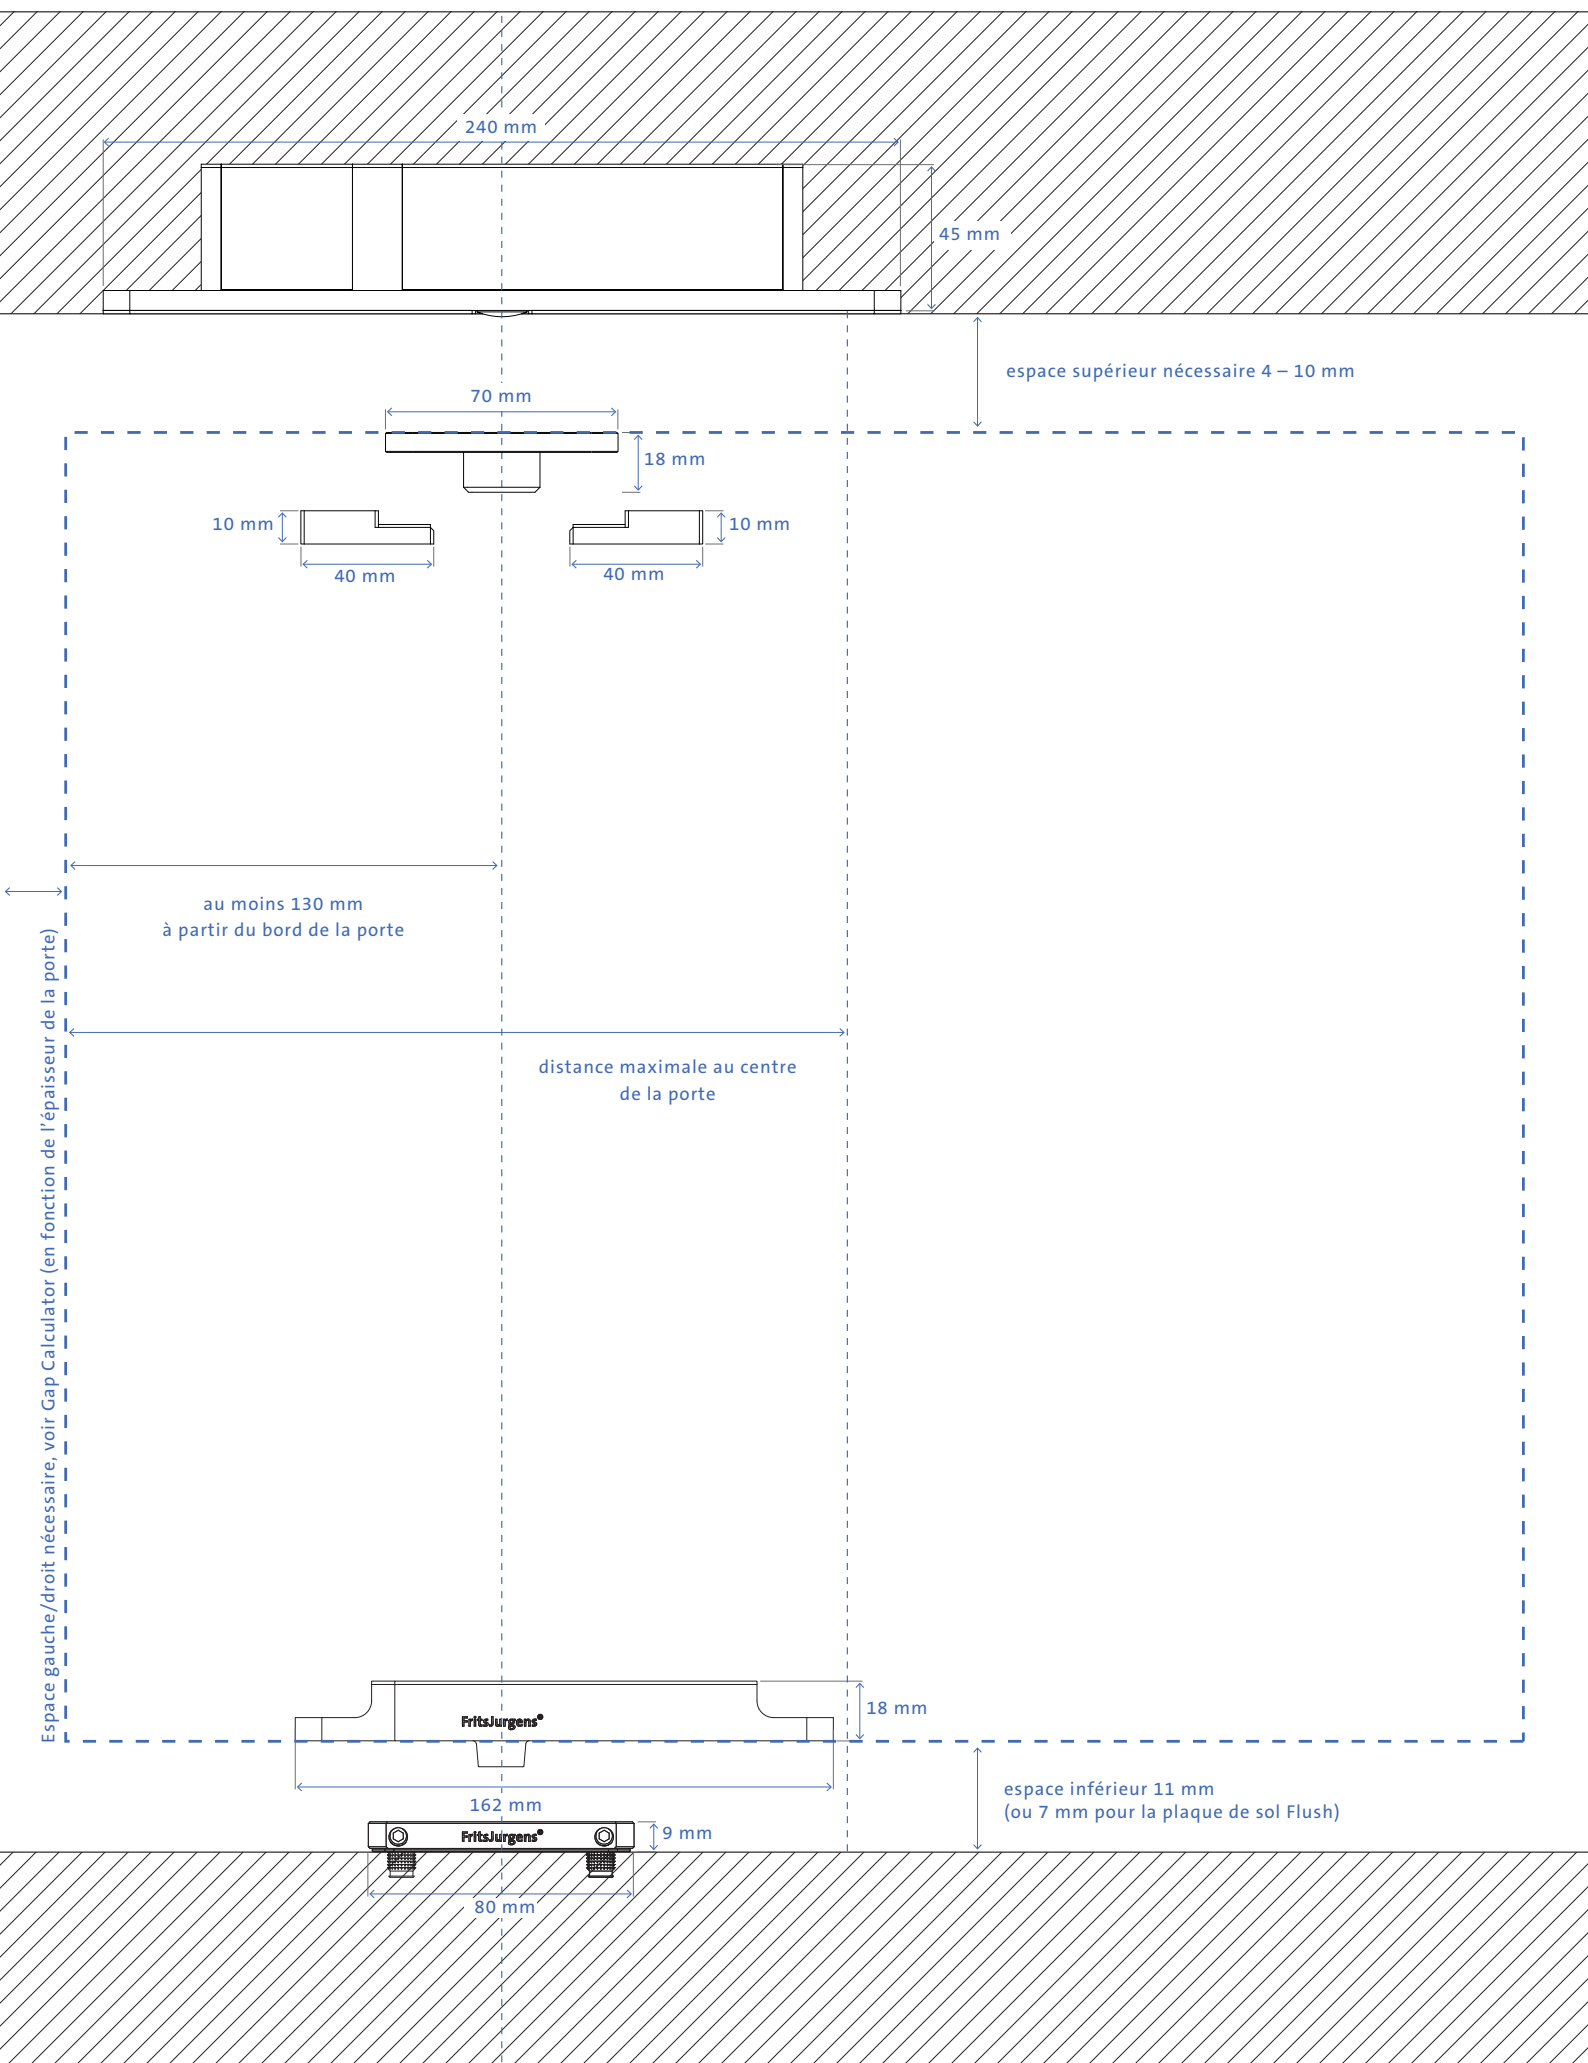 240 mm
45 mm
espace supérieur nécessaire 4 – 10 mm
70 mm
18 mm
10 mm
10 mm
40 mm
40 mm
au moins 130 mm
à partir du bord de la porte
distance maximale au centre
de la porte
Espace gauche/droit nécessaire, voir Gap Calculator (en fonction de l'épaisseur de la porte)
18 mm
FritsJurgens®
espace inférieur 11 mm
(ou 7 mm pour la plaque de sol Flush)
162 mm
FritsJurgens®
9 mm
80 mm